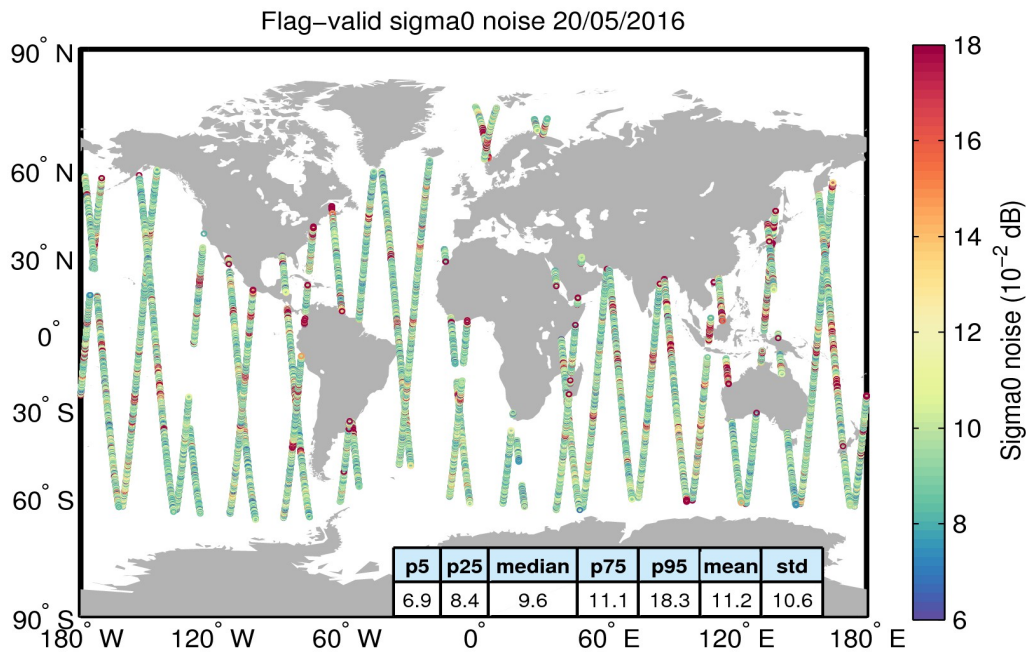 Flag−valid sigma0 noise 20/05/2016
90° N
60° N
30° N
0°
30° S
60° S
90° S
180° W 120° W 60° W 0° 60° E 120° E 180° E
p5 p25 median p75 p95 mean std
6.9 8.4 9.6 11.1 18.3 11.2 10.6
18
16
14
12
10
8
6
Sigma0 noise (10⁻² dB)